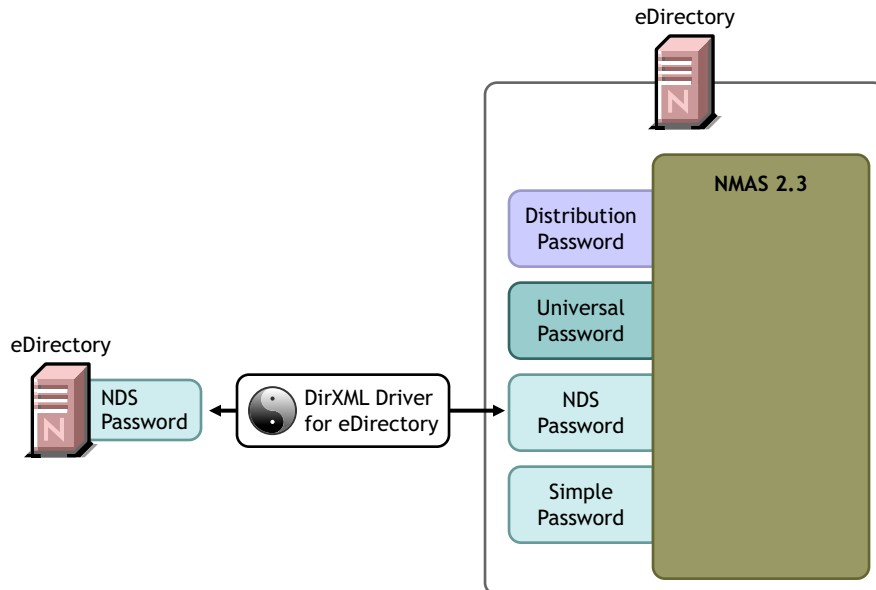 eDirectory
NMAS 2.3
Distribution
Password
Universal
Password
eDirectory
NDS
Password
DirXML Driver
for eDirectory
NDS
Password
Simple
Password
N
N